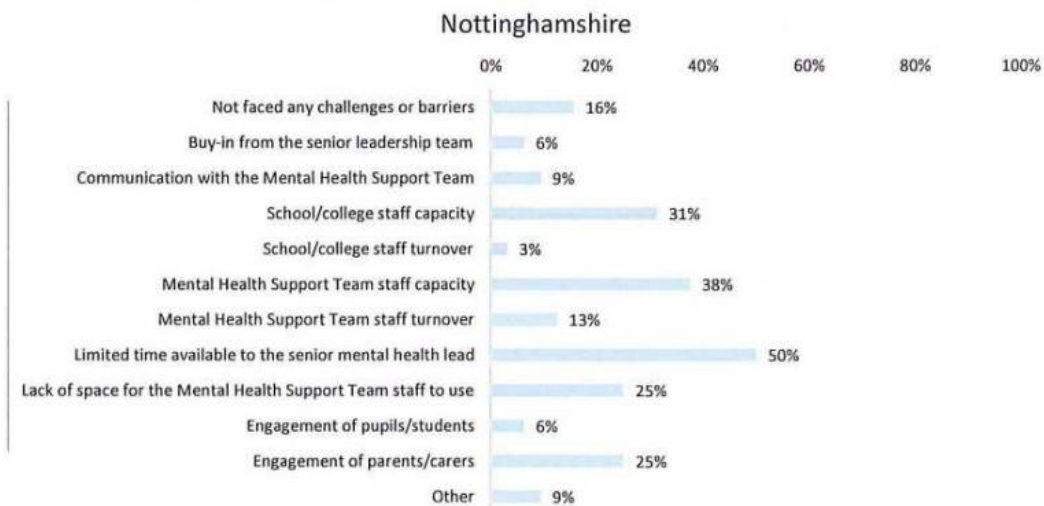 Nottinghamshire
0% 20% 40% 60% 80% 100%
Not faced any challenges or barriers 16%
Buy-in from the senior leadership team 6%
Communication with the Mental Health Support Team 9%
School/college staff capacity 31%
School/college staff turnover 3%
Mental Health Support Team staff capacity 38%
Mental Health Support Team staff turnover 13%
Limited time available to the senior mental health lead 50%
Lack of space for the Mental Health Support Team staff to use 25%
Engagement of pupils/students 6%
Engagement of parents/carers 25%
Other 9%